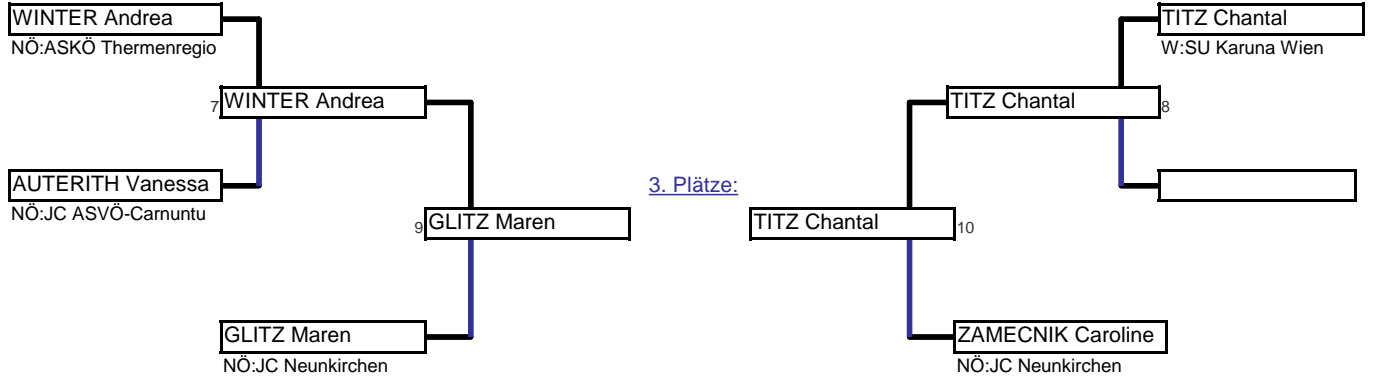 WINTER Andrea
NÖ:ASKÖ Thermenregio
7 WINTER Andrea
AUTERITH Vanessa
NÖ:JC ASVÖ-Carnuntu
9 GLITZ Maren
GLITZ Maren
NÖ:JC Neunkirchen
3. Plätze:
TITZ Chantal
W:SU Karuna Wien
TITZ Chantal 8
TITZ Chantal 10
ZAMECNIK Caroline
NÖ:JC Neunkirchen